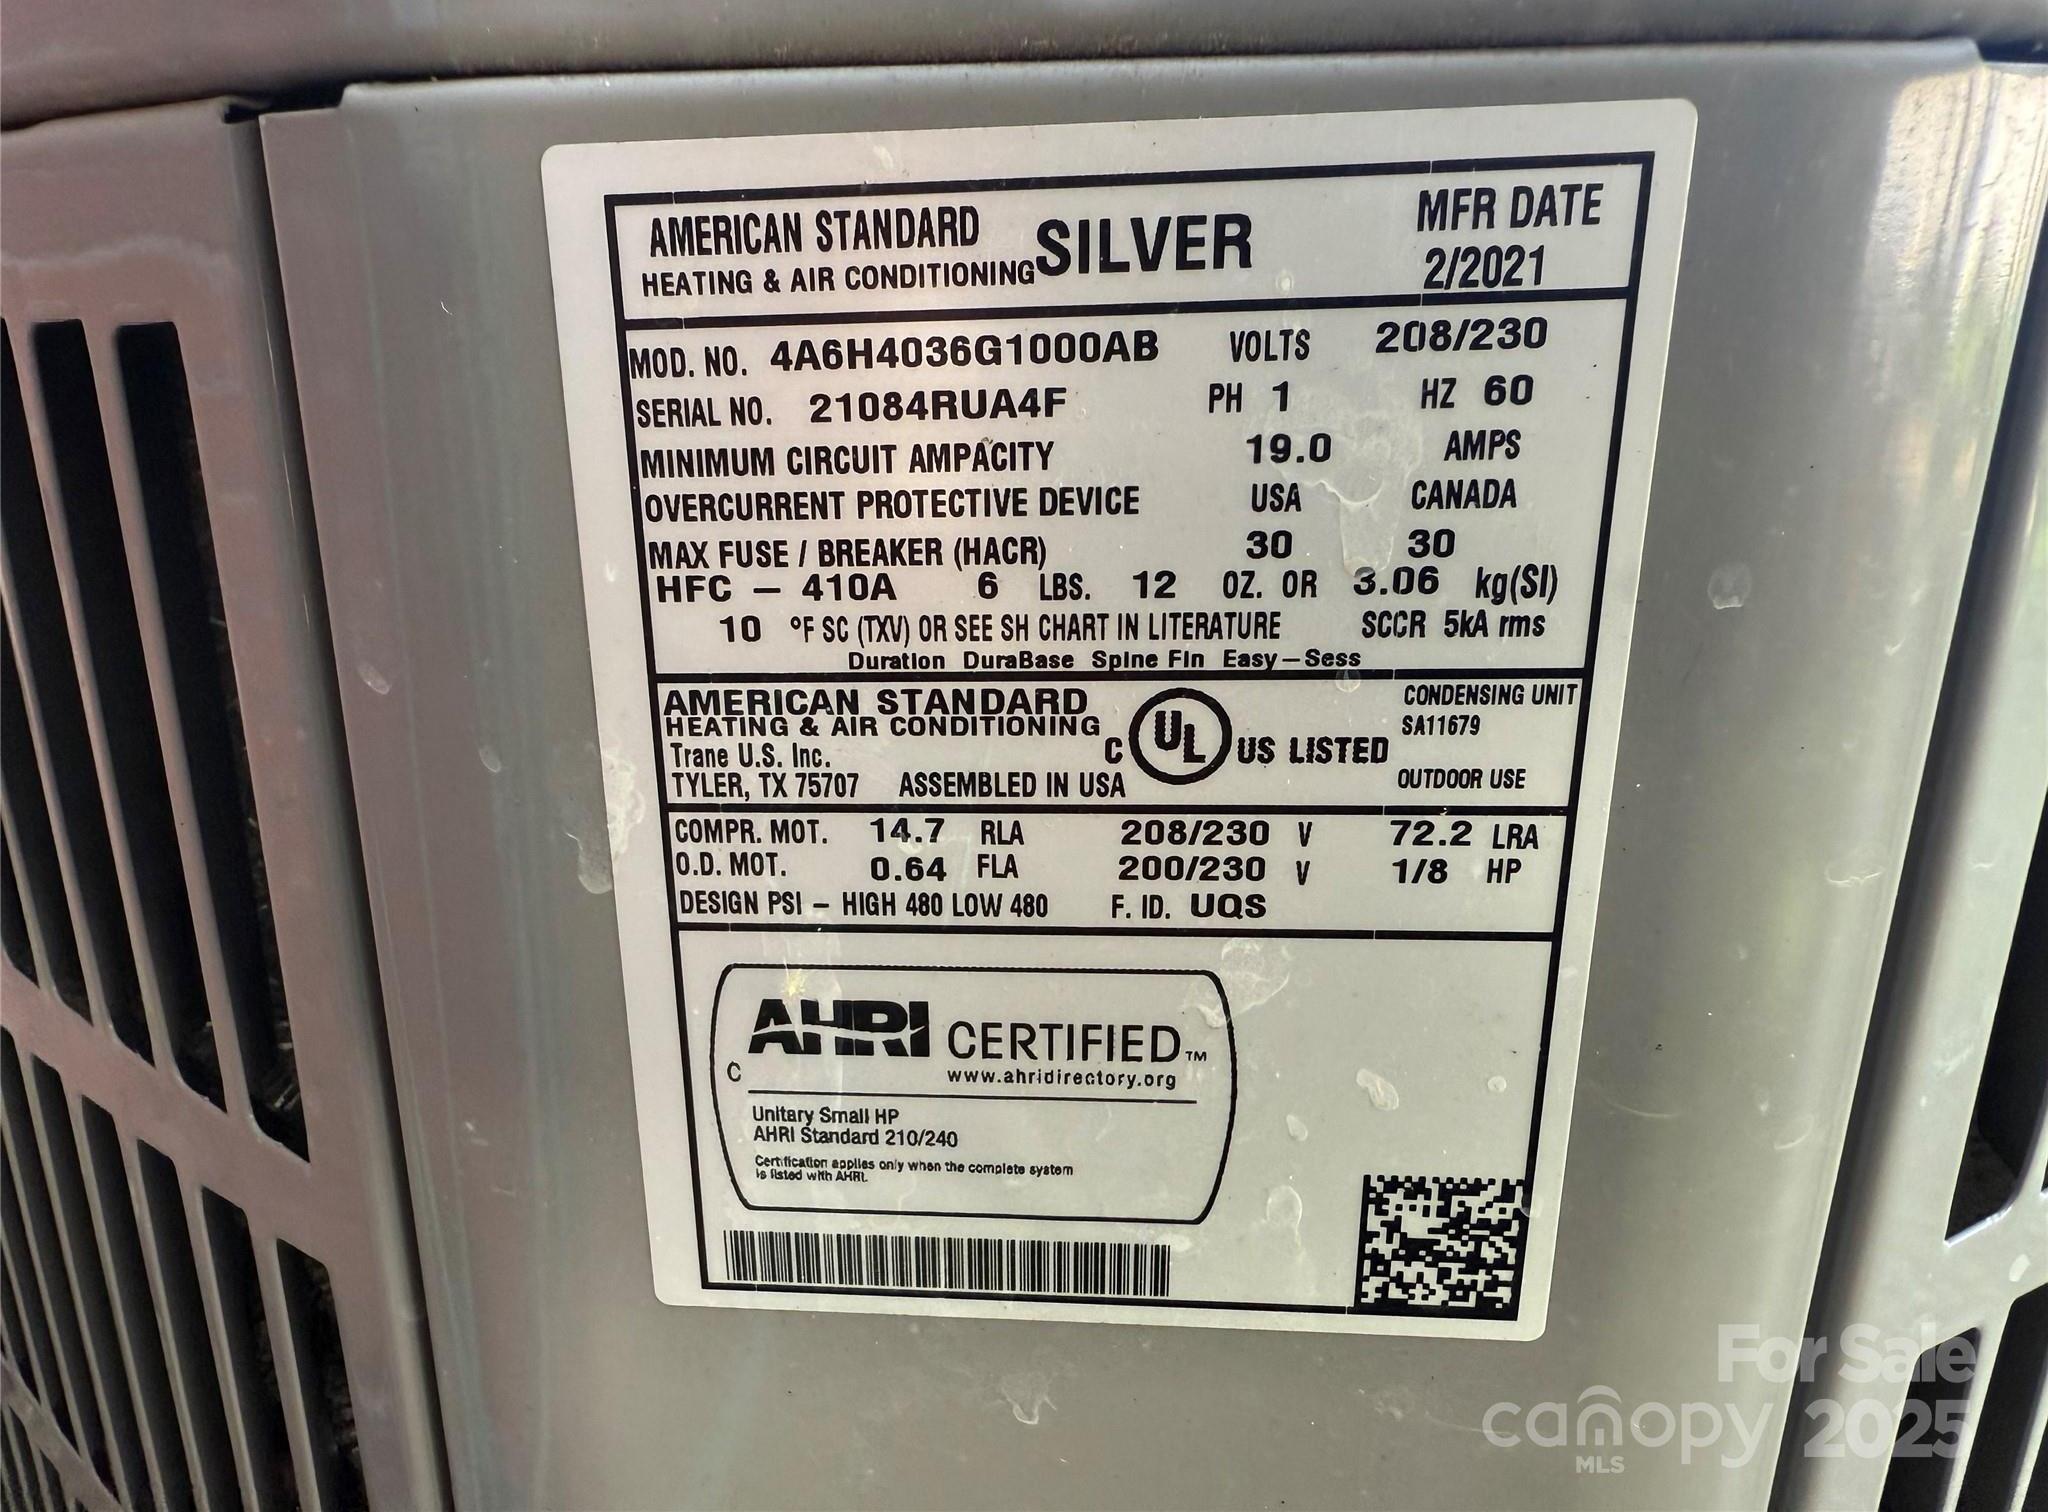 AMERICAN STANDARD SILVER MFR DATE
HEATING & AIR CONDITIONING 2/2021
MOD. NO. 4A6H4036G1000AB VOLTS 208/230
SERIAL NO. 21084RUA4F PH 1 HZ 60
MINIMUM CIRCUIT AMPACITY 19.0 AMPS
OVERCURRENT PROTECTIVE DEVICE USA CANADA
MAX FUSE / BREAKER (HACR) 30 30
HFC – 410A 6 LBS. 12 OZ. OR 3.06 kg(SI)
10 °F SC (TXV) OR SEE SH CHART IN LITERATURE SCCR 5kA rms
Duration DuraBase Spine Fin Easy–Sess
AMERICAN STANDARD
HEATING & AIR CONDITIONING
Trane U.S. Inc.
TYLER, TX 75707 ASSEMBLED IN USA
C UL US LISTED
CONDENSING UNIT
SA11679
OUTDOOR USE
COMPR. MOT. 14.7 RLA 208/230 V 72.2 LRA
O.D. MOT. 0.64 FLA 200/230 V 1/8 HP
DESIGN PSI – HIGH 480 LOW 480 F. ID. UQS
AHRI CERTIFIED™
C www.ahridirectory.org
Unitary Small HP
AHRI Standard 210/240
Certification applies only when the complete system
is listed with AHRI.
For Sale
canopy 2025
MLS